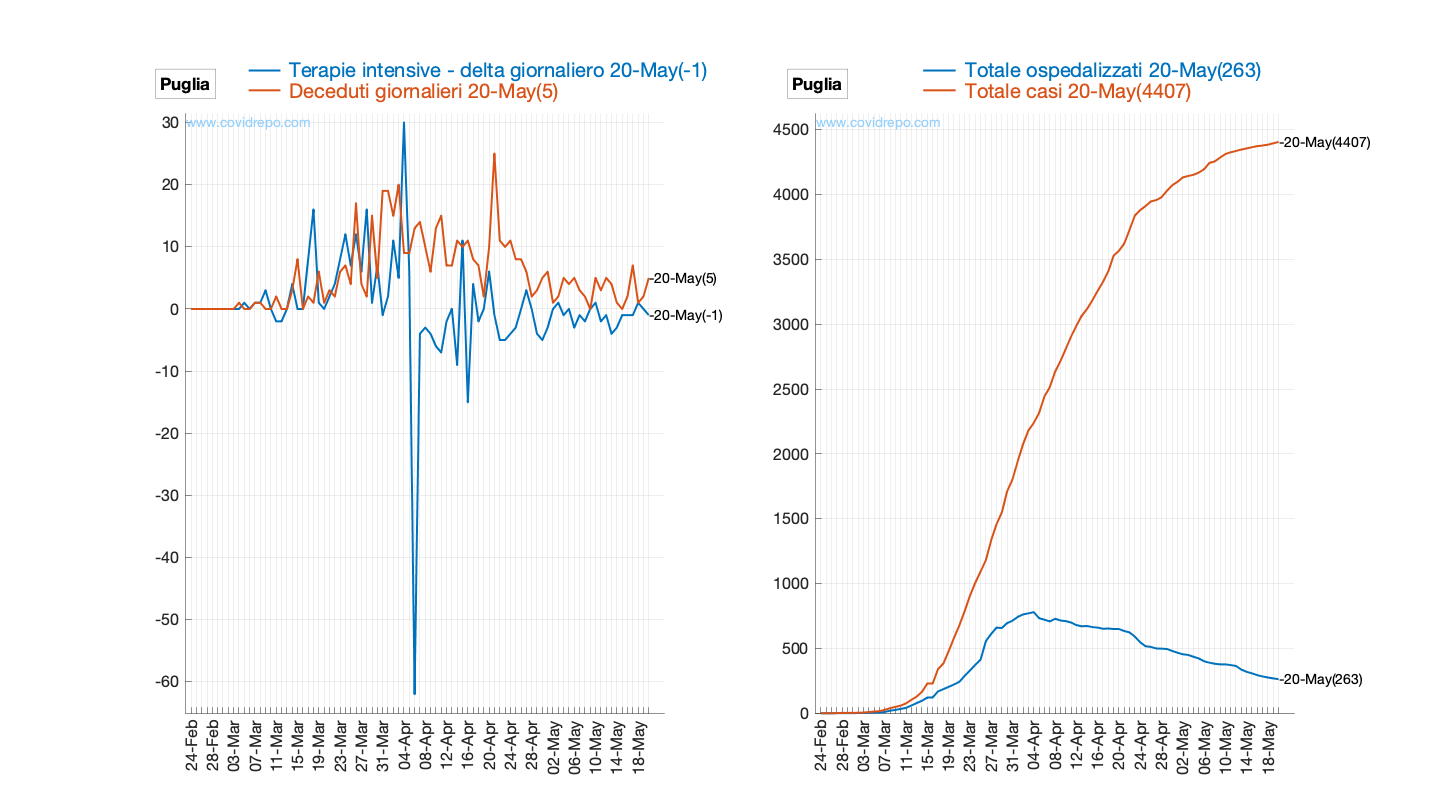 Puglia
Terapie intensive - delta giornaliero 20-May(-1)
Deceduti giornalieri 20-May(5)
www.covidrepo.com
30
20
10
0
-10
-20
-30
-40
-50
-60
20-May(5)
20-May(-1)
24-Feb
28-Feb
03-Mar
07-Mar
11-Mar
15-Mar
19-Mar
23-Mar
27-Mar
31-Mar
04-Apr
08-Apr
12-Apr
16-Apr
20-Apr
24-Apr
28-Apr
02-May
06-May
10-May
14-May
18-May
Puglia
Totale ospedalizzati 20-May(263)
Totale casi 20-May(4407)
www.covidrepo.com
4500
4000
3500
3000
2500
2000
1500
1000
500
0
20-May(4407)
20-May(263)
24-Feb
28-Feb
03-Mar
07-Mar
11-Mar
15-Mar
19-Mar
23-Mar
27-Mar
31-Mar
04-Apr
08-Apr
12-Apr
16-Apr
20-Apr
24-Apr
28-Apr
02-May
06-May
10-May
14-May
18-May